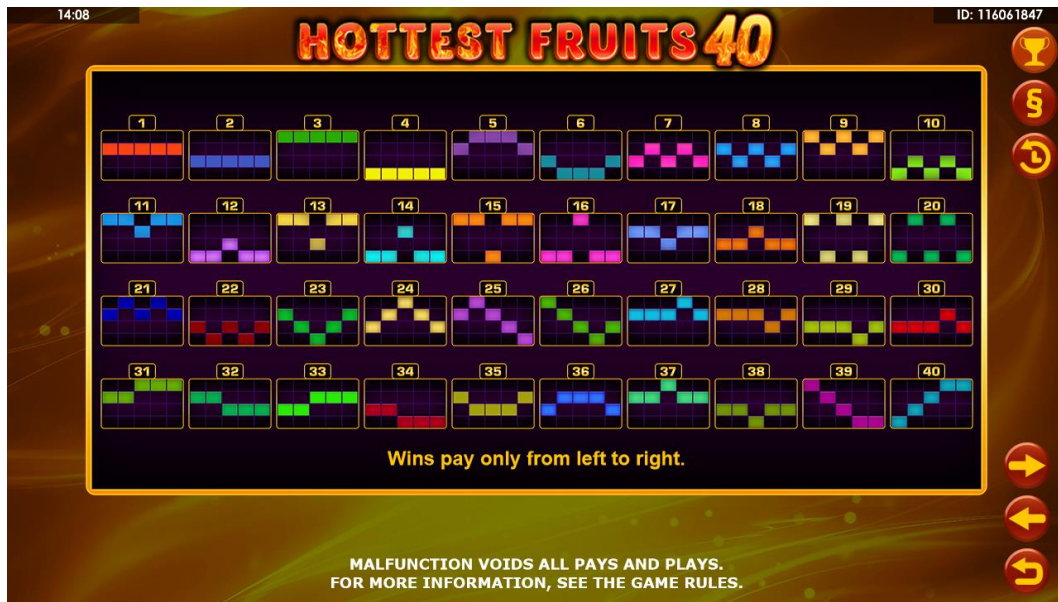 14:08
ID: 116061847
HOTTEST FRUITS 40
§
1 2 3 4 5 6 7 8 9 10
11 12 13 14 15 16 17 18 19 20
21 22 23 24 25 26 27 28 29 30
31 32 33 34 35 36 37 38 39 40
Wins pay only from left to right.
MALFUNCTION VOIDS ALL PAYS AND PLAYS.
FOR MORE INFORMATION, SEE THE GAME RULES.